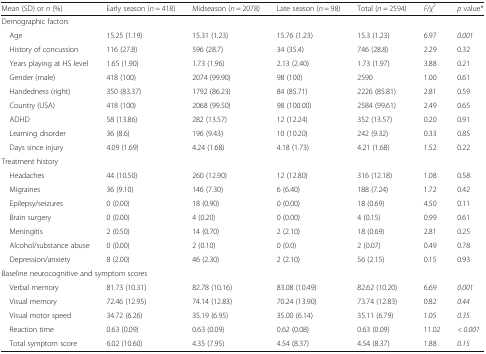 Mean (SD) or n (%) Early season (n = 418) Midseason (n = 2078) Late season (n = 98) Total (n = 2594) F/χ² p value*
Demographic factors
Age 15.25 (1.19) 15.31 (1.23) 15.76 (1.23) 15.3 (1.23) 6.97 0.001
History of concussion 116 (27.8) 596 (28.7) 34 (35.4) 746 (28.8) 2.29 0.32
Years playing at HS level 1.65 (1.90) 1.73 (1.96) 2.13 (2.40) 1.73 (1.97) 3.88 0.21
Gender (male) 418 (100) 2074 (99.90) 98 (100) 2590 1.00 0.61
Handedness (right) 350 (83.37) 1792 (86.23) 84 (85.71) 2226 (85.81) 2.81 0.59
Country (USA) 418 (100) 2068 (99.50) 98 (100.00) 2584 (99.61) 2.49 0.65
ADHD 58 (13.86) 282 (13.57) 12 (12.24) 352 (13.57) 0.20 0.91
Learning disorder 36 (8.6) 196 (9.43) 10 (10.20) 242 (9.32) 0.33 0.85
Days since injury 4.09 (1.69) 4.24 (1.68) 4.18 (1.73) 4.21 (1.68) 1.52 0.22
Treatment history
Headaches 44 (10.50) 260 (12.90) 12 (12.80) 316 (12.18) 1.08 0.58
Migraines 36 (9.10) 146 (7.30) 6 (6.40) 188 (7.24) 1.72 0.42
Epilepsy/seizures 0 (0.00) 18 (0.90) 0 (0.00) 18 (0.69) 4.50 0.11
Brain surgery 0 (0.00) 4 (0.20) 0 (0.00) 4 (0.15) 0.99 0.61
Meningitis 2 (0.50) 14 (0.70) 2 (2.10) 18 (0.69) 2.81 0.25
Alcohol/substance abuse 0 (0.00) 2 (0.10) 0 (0.0) 2 (0.07) 0.49 0.78
Depression/anxiety 8 (2.00) 46 (2.30) 2 (2.10) 56 (2.15) 0.15 0.93
Baseline neurocognitive and symptom scores
Verbal memory 81.73 (10.31) 82.78 (10.16) 83.08 (10.49) 82.62 (10.20) 6.69 0.001
Visual memory 72.46 (12.95) 74.14 (12.83) 70.24 (13.90) 73.74 (12.83) 0.82 0.44
Visual motor speed 34.72 (6.26) 35.19 (6.95) 35.00 (6.14) 35.11 (6.79) 1.05 0.35
Reaction time 0.63 (0.09) 0.63 (0.09) 0.62 (0.08) 0.63 (0.09) 11.02 < 0.001
Total symptom score 6.02 (10.60) 4.35 (7.95) 4.54 (8.37) 4.54 (8.37) 1.88 0.15